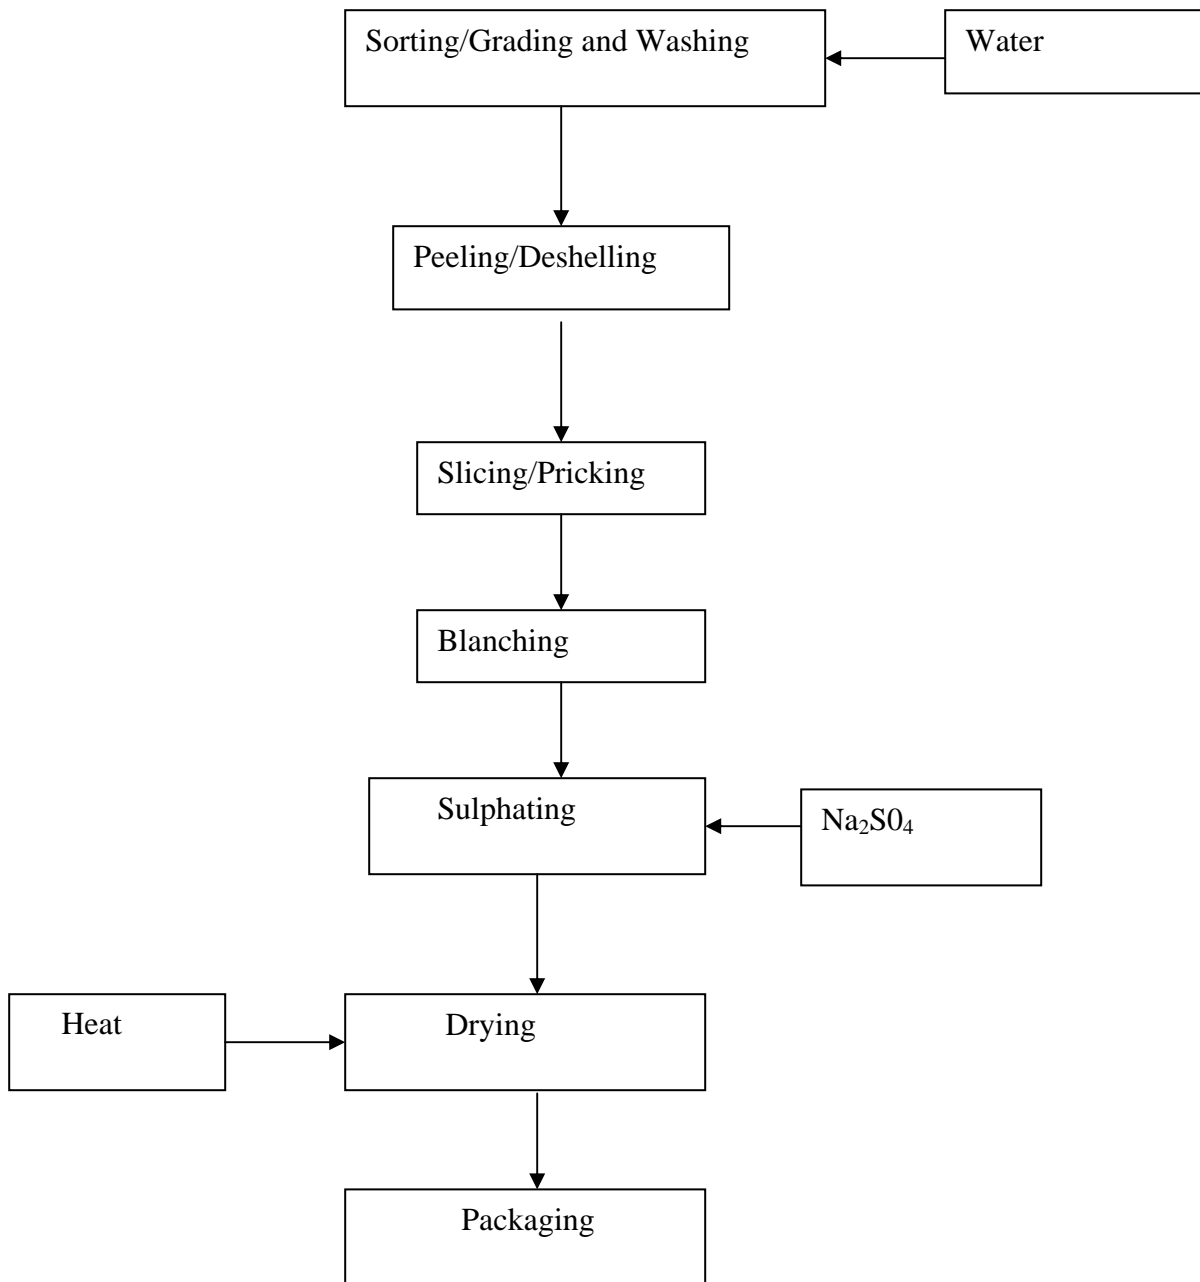 Sorting/Grading and Washing
Water
Peeling/Deshelling
Slicing/Pricking
Blanching
Sulphating
Na₂S0₄
Heat
Drying
Packaging